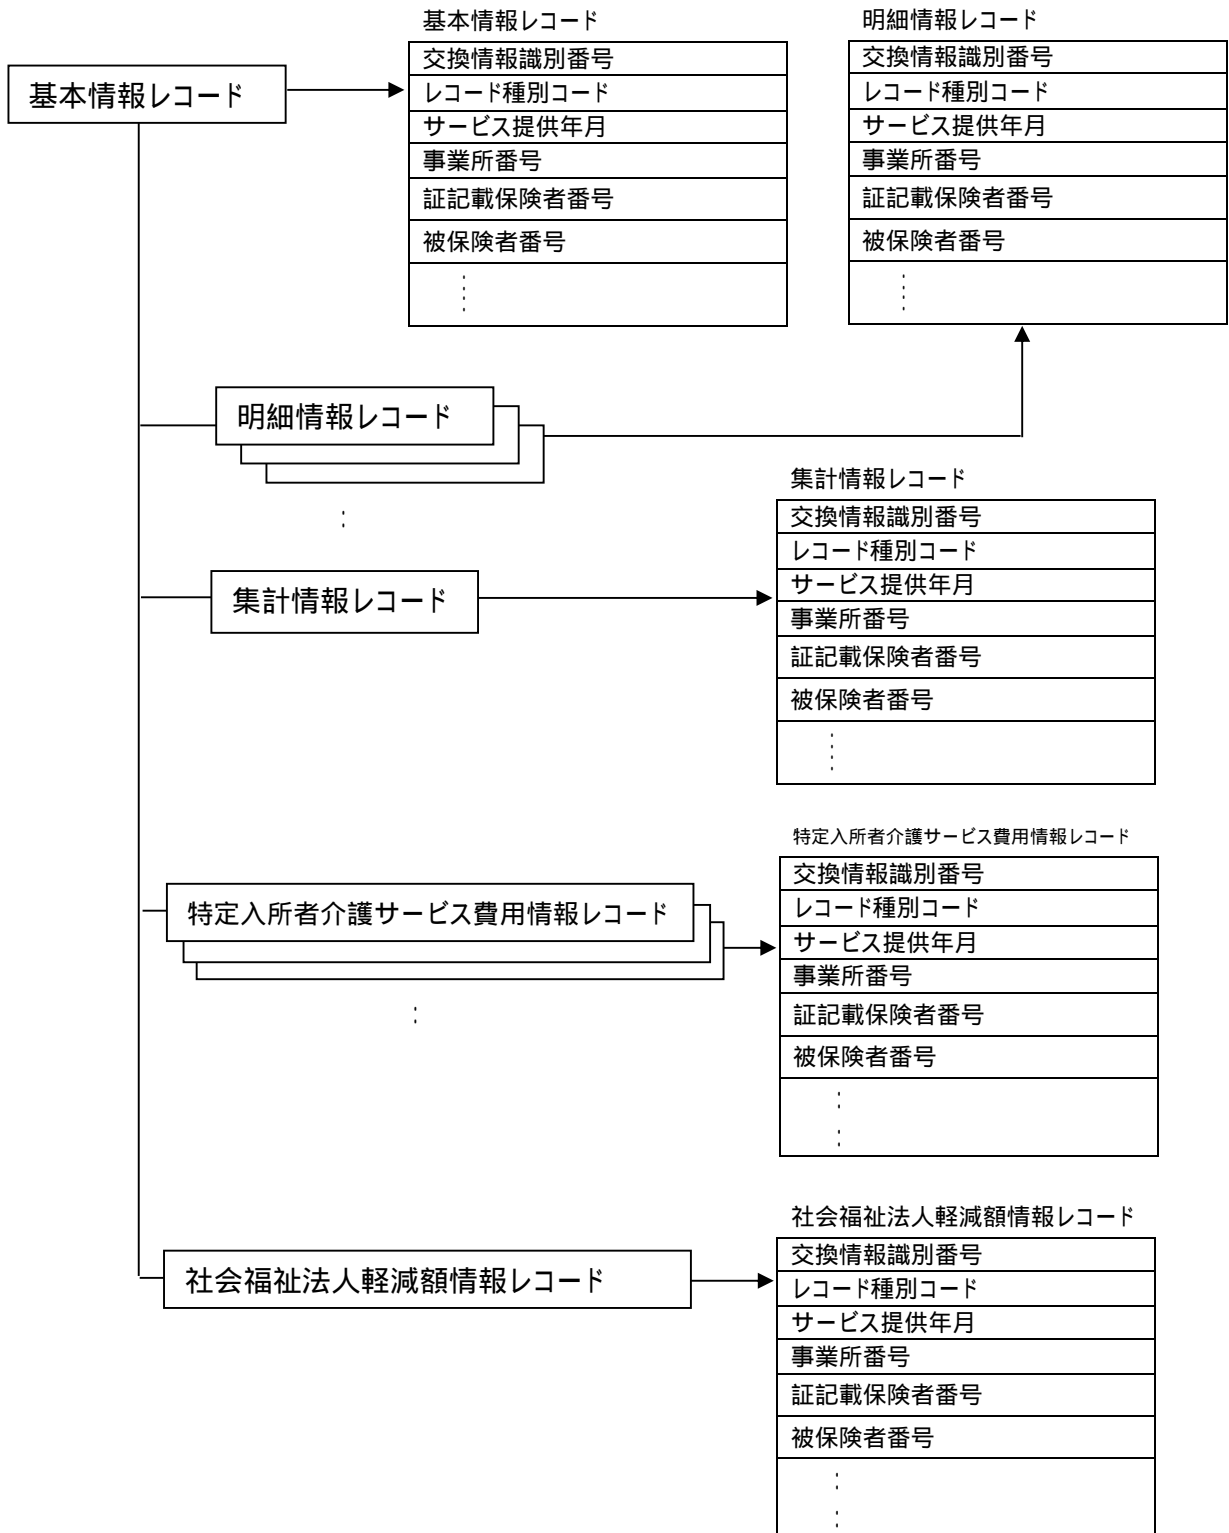 基本情報レコード
基本情報レコード
交換情報識別番号
レコード種別コード
サービス提供年月
事業所番号
証記載保険者番号
被保険者番号
明細情報レコード
交換情報識別番号
レコード種別コード
サービス提供年月
事業所番号
証記載保険者番号
被保険者番号
明細情報レコード
集計情報レコード
集計情報レコード
交換情報識別番号
レコード種別コード
サービス提供年月
事業所番号
証記載保険者番号
被保険者番号
特定入所者介護サービス費用情報レコード
特定入所者介護サービス費用情報レコード
交換情報識別番号
レコード種別コード
サービス提供年月
事業所番号
証記載保険者番号
被保険者番号
社会福祉法人軽減額情報レコード
社会福祉法人軽減額情報レコード
交換情報識別番号
レコード種別コード
サービス提供年月
事業所番号
証記載保険者番号
被保険者番号